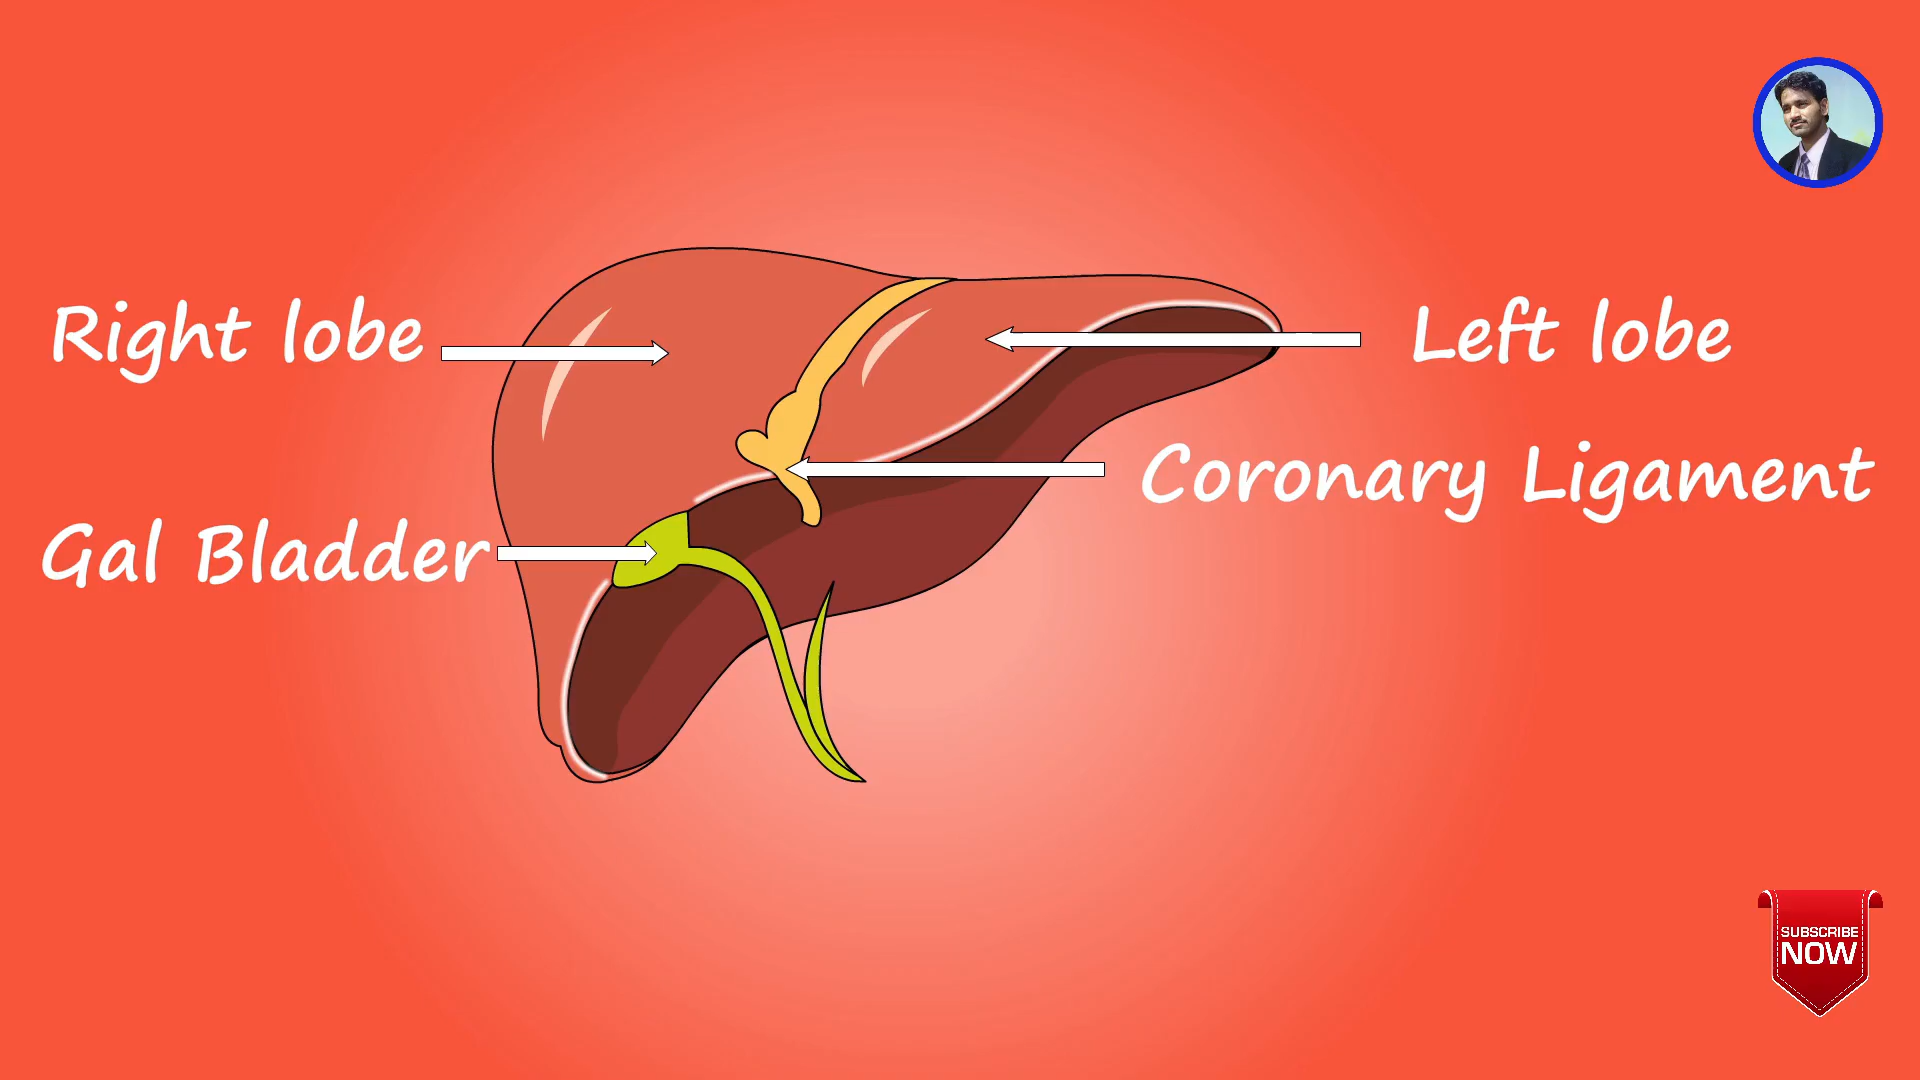 Right lobe
Left lobe
Coronary Ligament
Gal Bladder
SUBSCRIBE
NOW